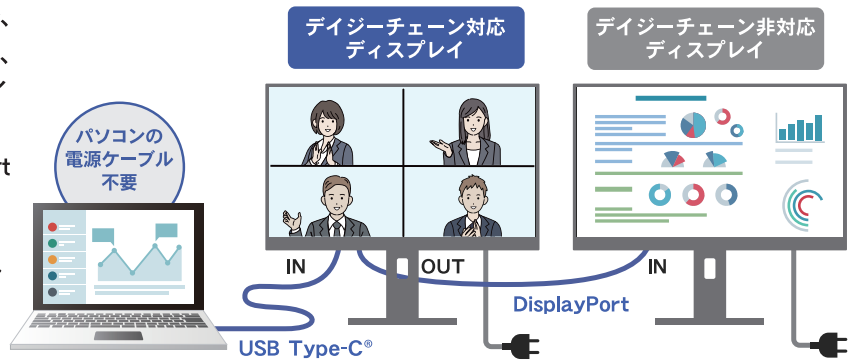 、
、
rt
デイジーチェーン対応
ディスプレイ
デイジーチェーン非対応
ディスプレイ
パソコンの
電源ケーブル
不要
IN
OUT
IN
DisplayPort
USB Type-C®